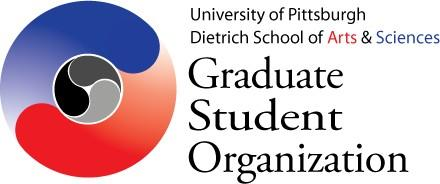 University of Pittsburgh
Dietrich School of Arts & Sciences
Graduate
Student
Organization